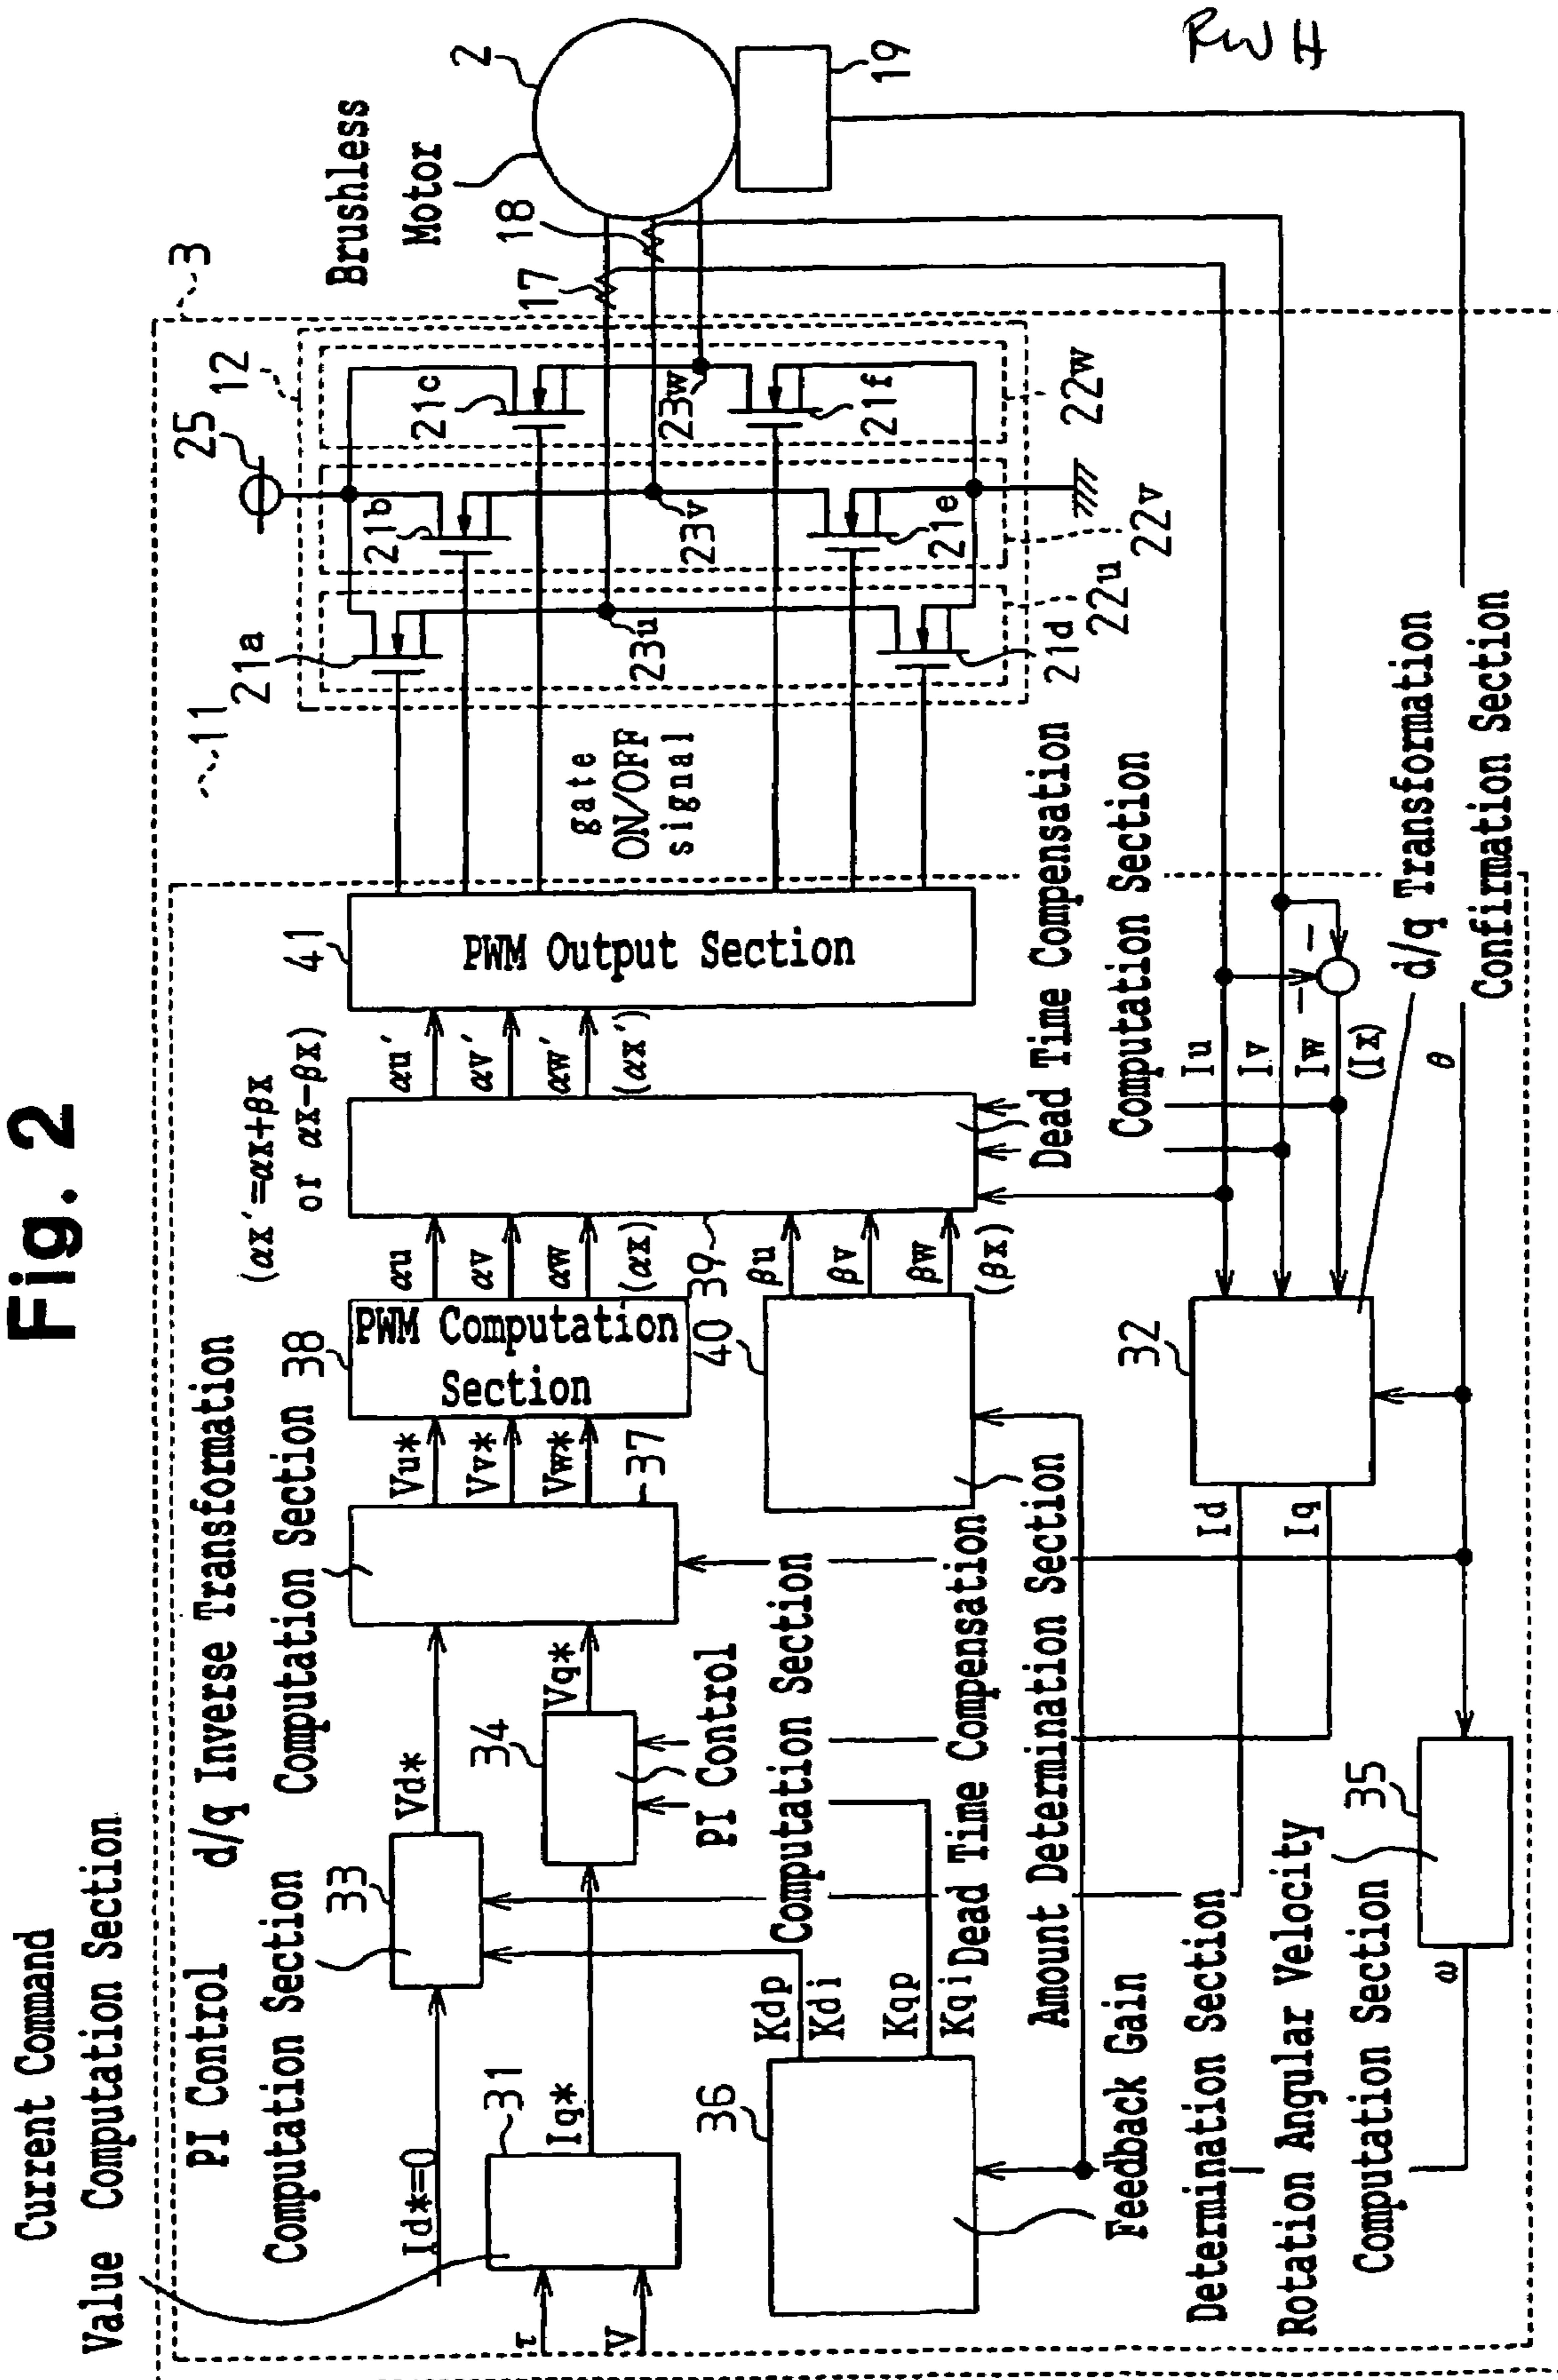 Fig. 2
RWH
Current Command
Value Computation Section
PI Control
Computation Section
33
d/q Inverse Transformation
Computation Section
37
38
PWM Computation
Section
(αx´=αx+βx
or αx−βx)
41
PWM Output Section
11
21a
25
12
3
Brushless
Motor
2
Id*=0
Vd*
Vu*
Vv*
Vw*
αu
αv
αw
(αx)
αu´
αv´
αw´
(αx´)
gate
ON/OFF
signal
21b
21c
17
18
19
τ
V
31
Iq*
34
Vq*
PI Control
Computation Section
39
23u
23v
23w
21d
21e
21f
22u
22v
22w
36
Kdp
Kdi
Kqp
Kqi
40
βu
βv
βw
(βx)
Dead Time Compensation
Amount Determination Section
Dead Time Compensation
Computation Section
Feedback Gain
Determination Section
Id
Iq
32
Iu
Iv
Iw
(Ix)
θ
d/q Transformation
Confirmation Section
Rotation Angular Velocity
Computation Section
35
ω